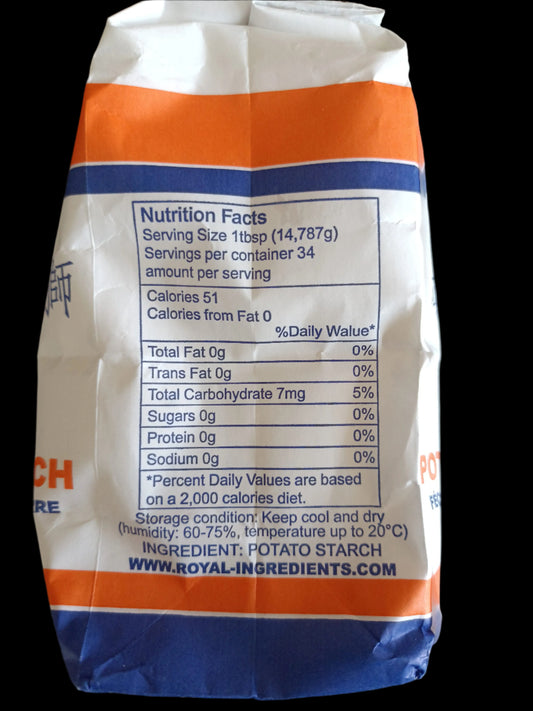 Nutrition Facts
Serving Size 1tbsp (14,787g)
Servings per container 34
amount per serving
Calories 51
Calories from Fat 0
%Daily Walue*
Total Fat 0g 0%
Trans Fat 0g 0%
Total Carbohydrate 7mg 5%
Sugars 0g 0%
Protein 0g 0%
Sodium 0g 0%
*Percent Daily Values are based
on a 2,000 calories diet.
Storage condition: Keep cool and dry
(humidity: 60-75%, temperature up to 20°C)
INGREDIENT: POTATO STARCH
WWW.ROYAL-INGREDIENTS.COM